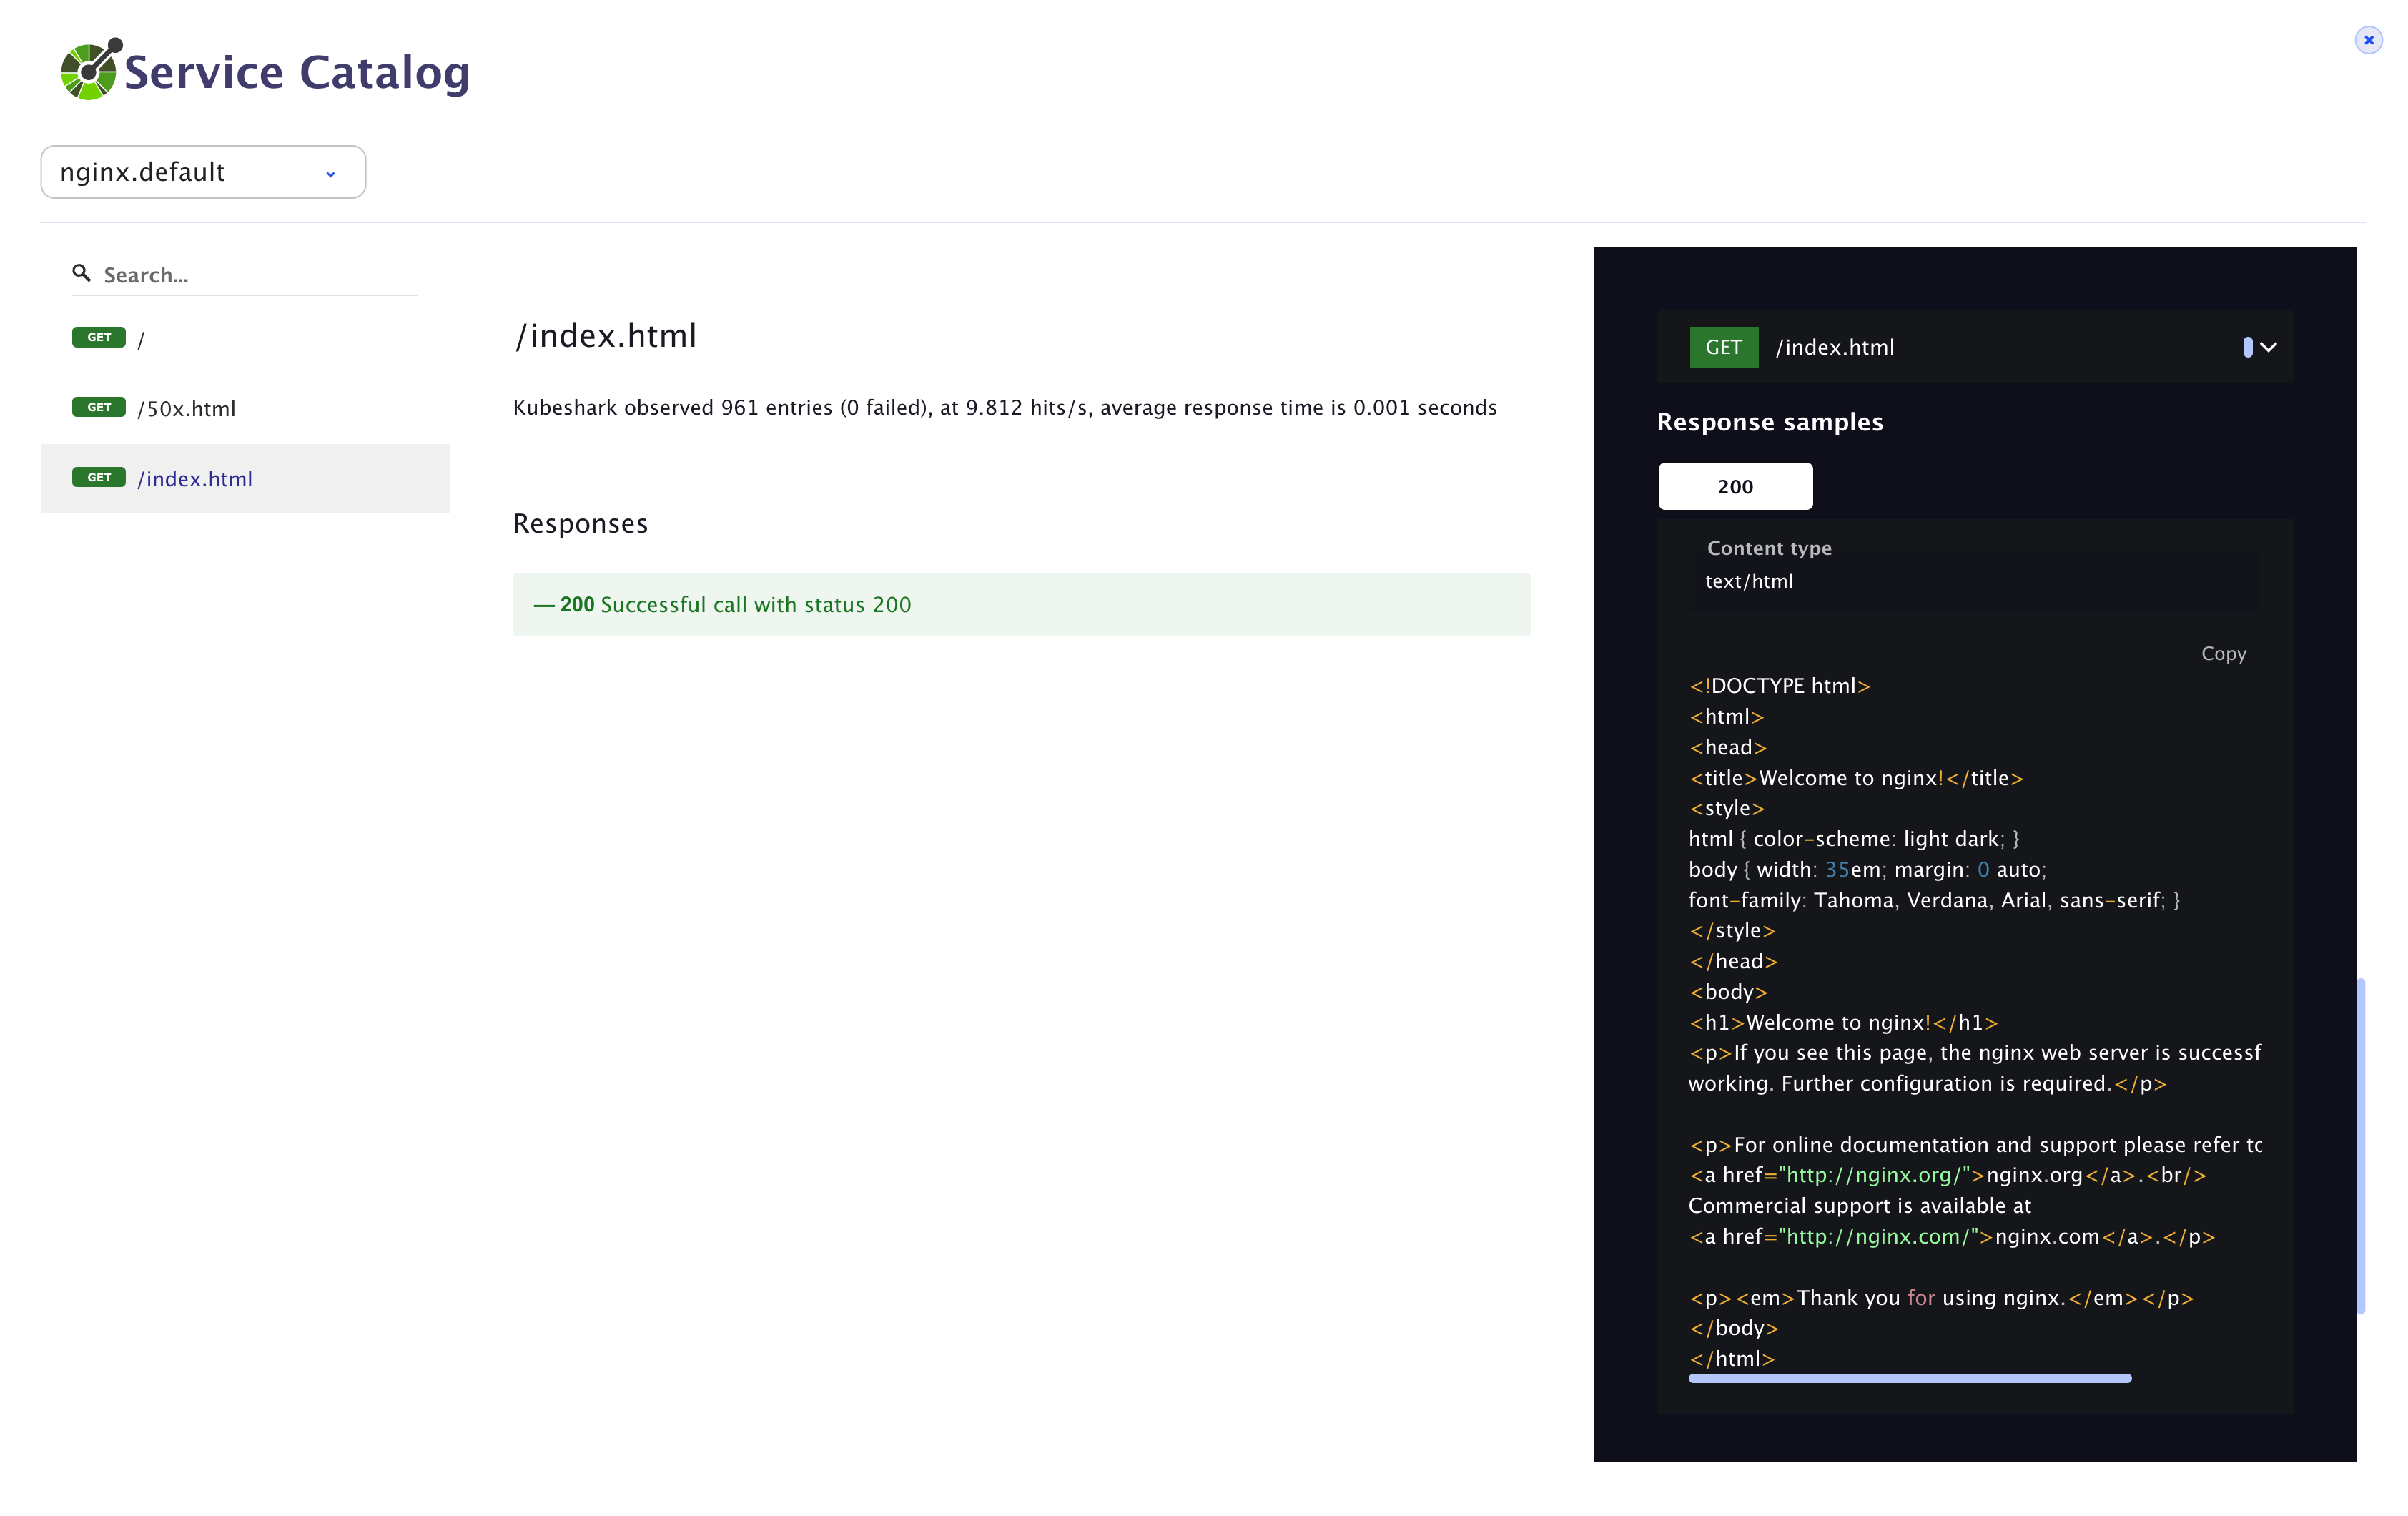 Service Catalog
nginx.default
Search...
GET /
GET /50x.html
GET /index.html
/index.html
Kubeshark observed 961 entries (0 failed), at 9.812 hits/s, average response time is 0.001 seconds
Responses
— 200 Successful call with status 200
GET /index.html
Response samples
200
Content type
text/html
Copy
<!DOCTYPE html>
<html>
<head>
<title>Welcome to nginx!</title>
<style>
html { color-scheme: light dark; }
body { width: 35em; margin: 0 auto;
font-family: Tahoma, Verdana, Arial, sans-serif; }
</style>
</head>
<body>
<h1>Welcome to nginx!</h1>
<p>If you see this page, the nginx web server is successf
working. Further configuration is required.</p>
<p>For online documentation and support please refer to
<a href="http://nginx.org/">nginx.org</a>.<br/>
Commercial support is available at
<a href="http://nginx.com/">nginx.com</a>.</p>
<p><em>Thank you for using nginx.</em></p>
</body>
</html>